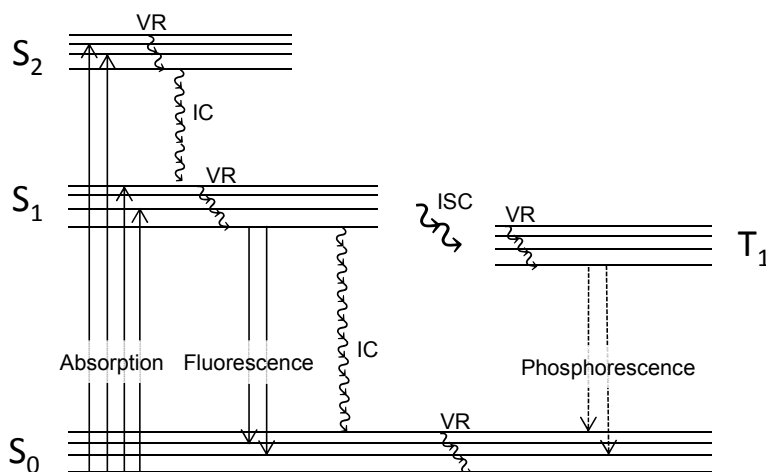 VR
S2
IC
VR
S1
ISC
VR
T1
Absorption
Fluorescence
IC
Phosphorescence
VR
S0